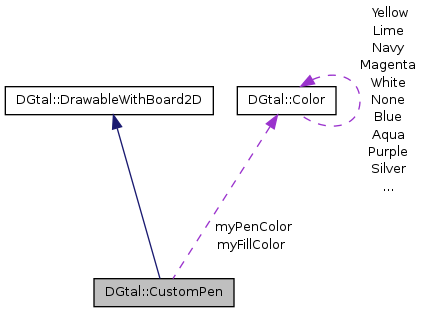 Yellow
Lime
Navy
Magenta
White
None
Blue
Aqua
Purple
Silver
...
DGtal::DrawableWithBoard2D
DGtal::Color
myPenColor
myFillColor
DGtal::CustomPen